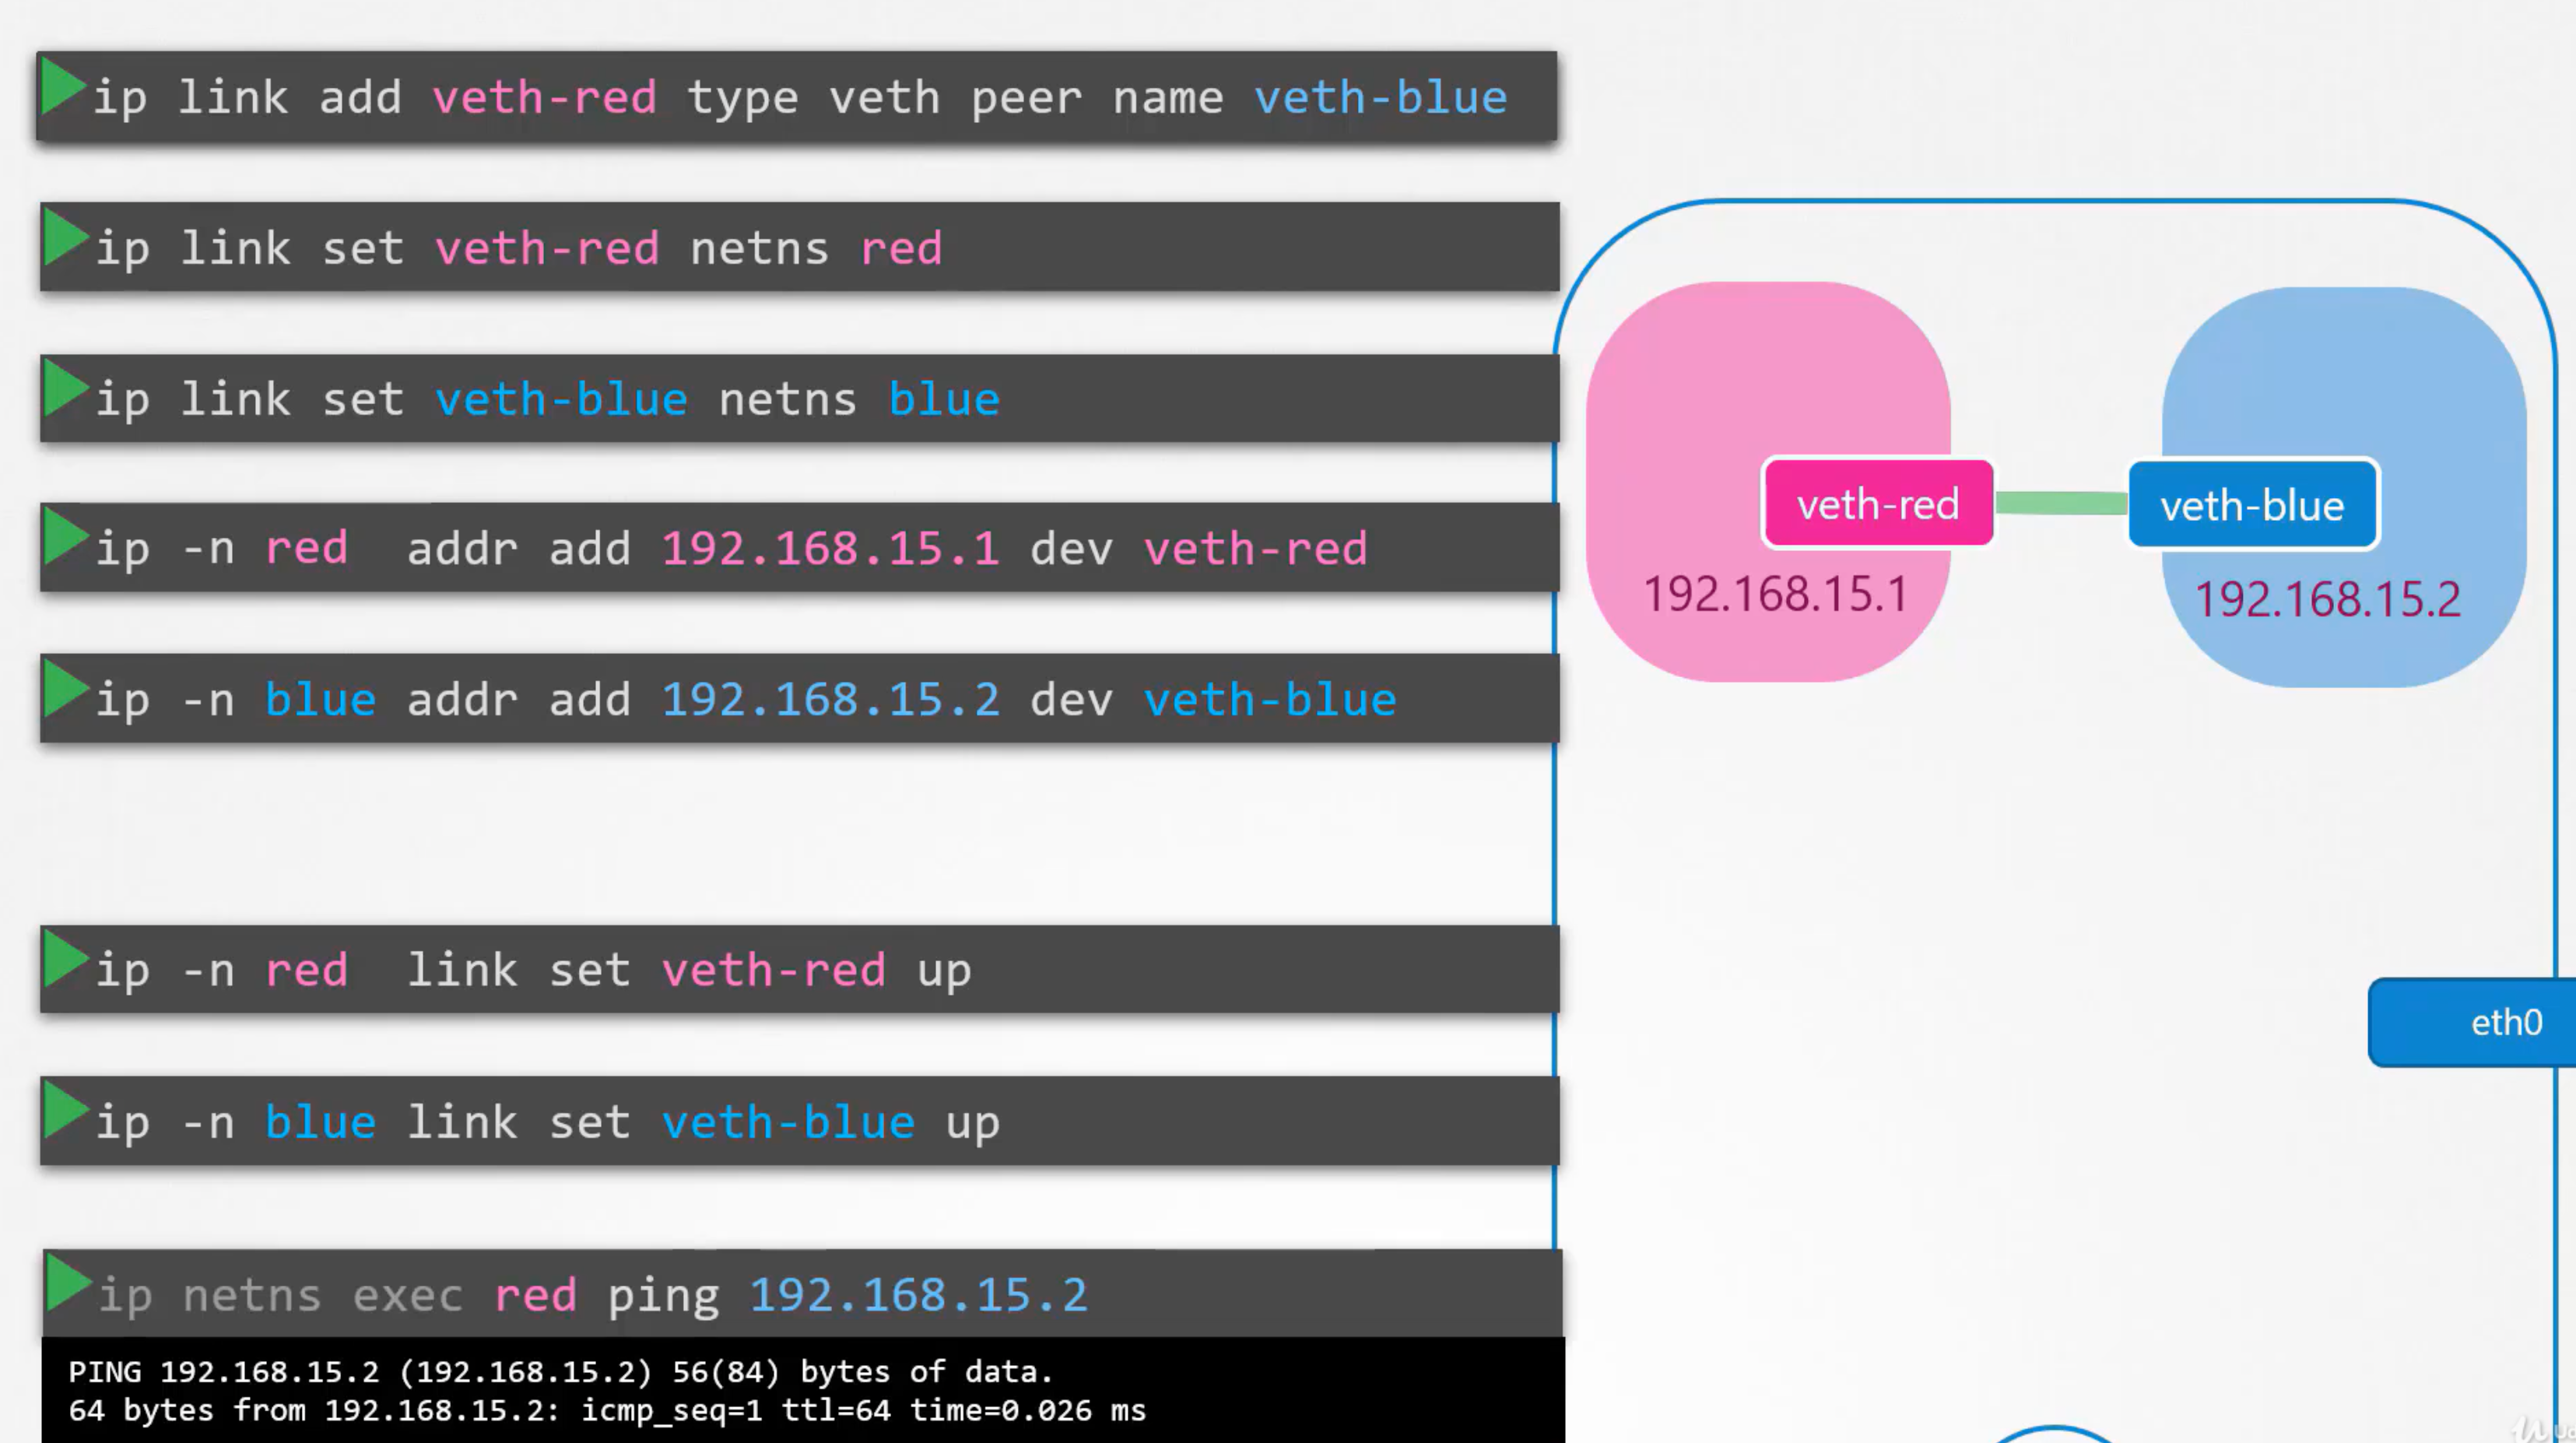 ip link add veth-red type veth peer name veth-blue
ip link set veth-red netns red
ip link set veth-blue netns blue
ip -n red addr add 192.168.15.1 dev veth-red
ip -n blue addr add 192.168.15.2 dev veth-blue
ip -n red link set veth-red up
ip -n blue link set veth-blue up
ip netns exec red ping 192.168.15.2
PING 192.168.15.2 (192.168.15.2) 56(84) bytes of data.
64 bytes from 192.168.15.2: icmp_seq=1 ttl=64 time=0.026 ms
veth-red
veth-blue
192.168.15.1
192.168.15.2
eth0